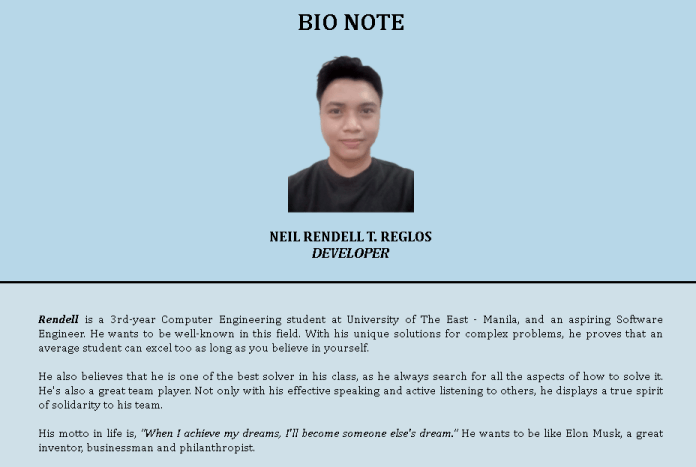 BIO NOTE
NEIL RENDELL T. REGLOS
DEVELOPER
Rendell is a 3rd-year Computer Engineering student at University of The East - Manila, and an aspiring Software
Engineer. He wants to be well-known in this field. With his unique solutions for complex problems, he proves that an
average student can excel too as long as you believe in yourself.
He also believes that he is one of the best solver in his class, as he always search for all the aspects of how to solve it.
He's also a great team player. Not only with his effective speaking and active listening to others, he displays a true spirit
of solidarity to his team.
His motto in life is, "When I achieve my dreams, I'll become someone else's dream." He wants to be like Elon Musk, a great
inventor, businessman and philanthropist.